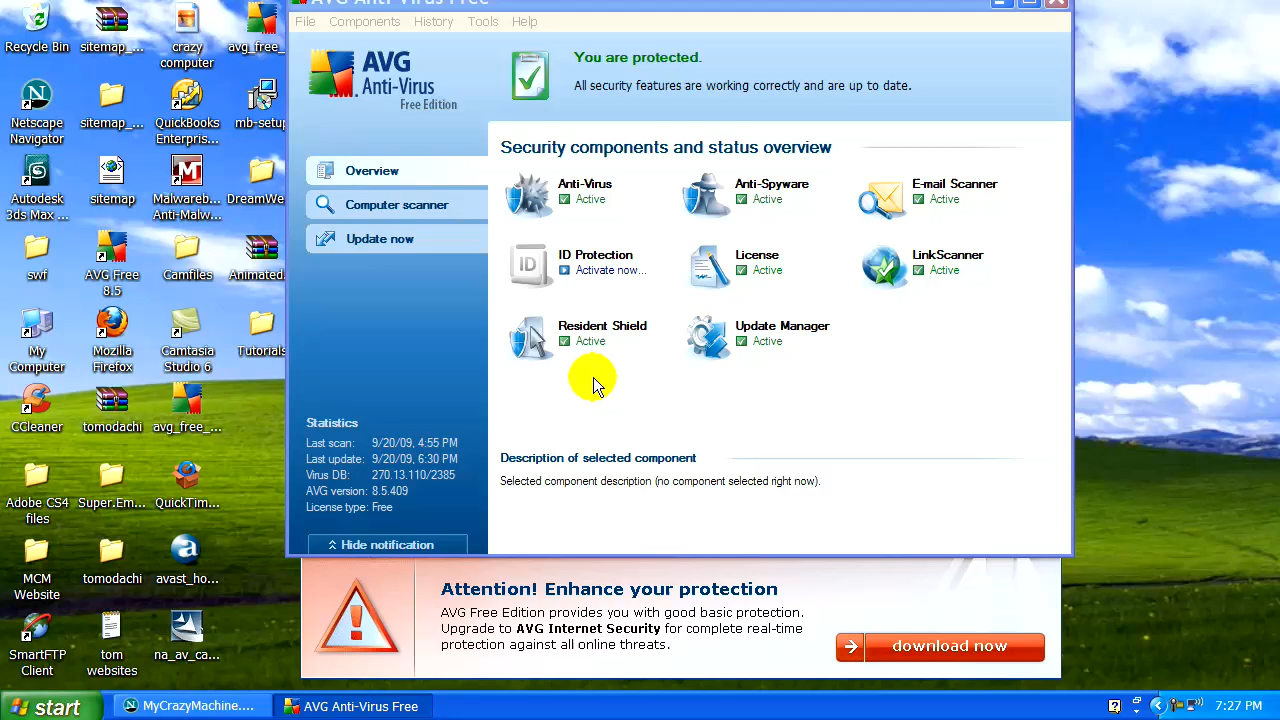 AVG Anti-Virus Free
File Components History Tools Help
AVG
Anti-Virus
Free Edition
You are protected.
All security features are working correctly and are up to date.
Overview
Computer scanner
Update now
Security components and status overview
Anti-Virus
Active
Anti-Spyware
Active
E-mail Scanner
Active
ID
ID Protection
Activate now...
License
Active
LinkScanner
Active
Resident Shield
Active
Update Manager
Active
Statistics
Last scan: 9/20/09, 4:55 PM
Last update: 9/20/09, 6:30 PM
Virus DB: 270.13.110/2385
AVG version: 8.5.409
License type: Free
Hide notification
Description of selected component
Selected component description (no component selected right now).
Attention! Enhance your protection
AVG Free Edition provides you with good basic protection.
Upgrade to AVG Internet Security for complete real-time
protection against all online threats.
download now
Recycle Bin
sitemap_...
crazy
computer
avg_free_
Netscape
Navigator
sitemap_...
QuickBooks
Enterpris...
mb-setup
Autodesk
3ds Max ...
sitemap
Malwareb...
Anti-Malw...
DreamWe
swf
AVG Free
8.5
Camfiles
Animated
My
Computer
Mozilla
Firefox
Camtasia
Studio 6
Tutorials
CCleaner
tomodachi
avg_free_...
Adobe CS4
files
Super.Em...
QuickTim...
MCM
Website
tomodachi
avast_ho...
SmartFTP
Client
tom
websites
na_av_ca...
start
MyCrazyMachine....
AVG Anti-Virus Free
7:27 PM